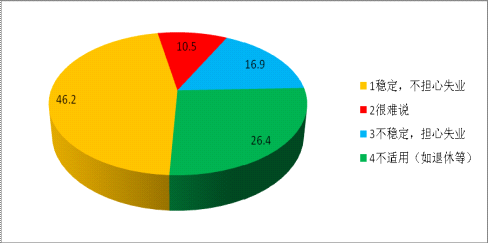 10.5
16.9
46.2
26.4
1稳定，不担心失业
2很难说
3不稳定，担心失业
4不适用（如退休等）